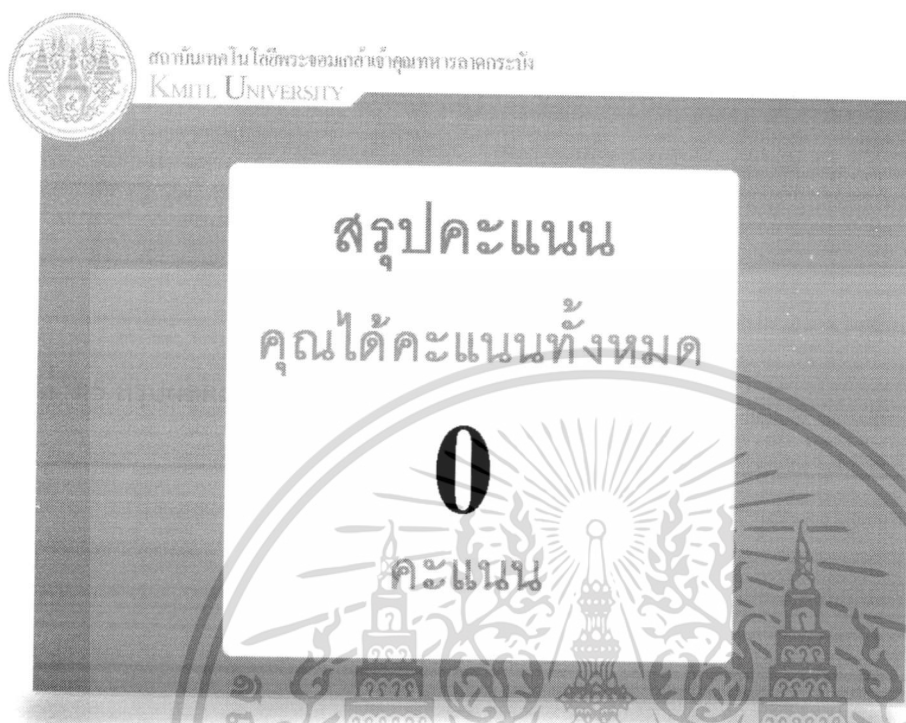 สถาบันเทคโนโลยีพระจอมเกล้าเจ้าคุณทหารลาดกระบัง
KMITL UNIVERSITY
สรุปคะแนน
คุณได้คะแนนทั้งหมด
0
คะแนน